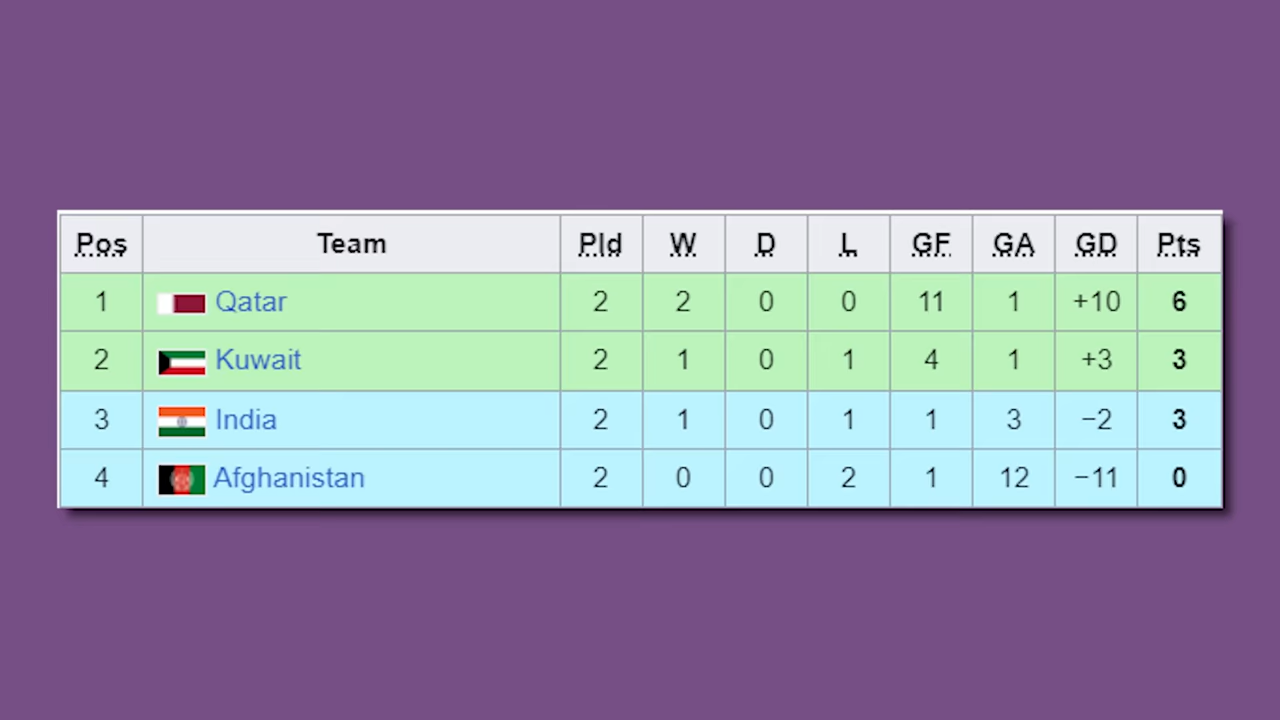 Pos Team Pld W D L GF GA GD Pts
1 Qatar 2 2 0 0 11 1 +10 6
2 Kuwait 2 1 0 1 4 1 +3 3
3 India 2 1 0 1 1 3 −2 3
4 Afghanistan 2 0 0 2 1 12 −11 0